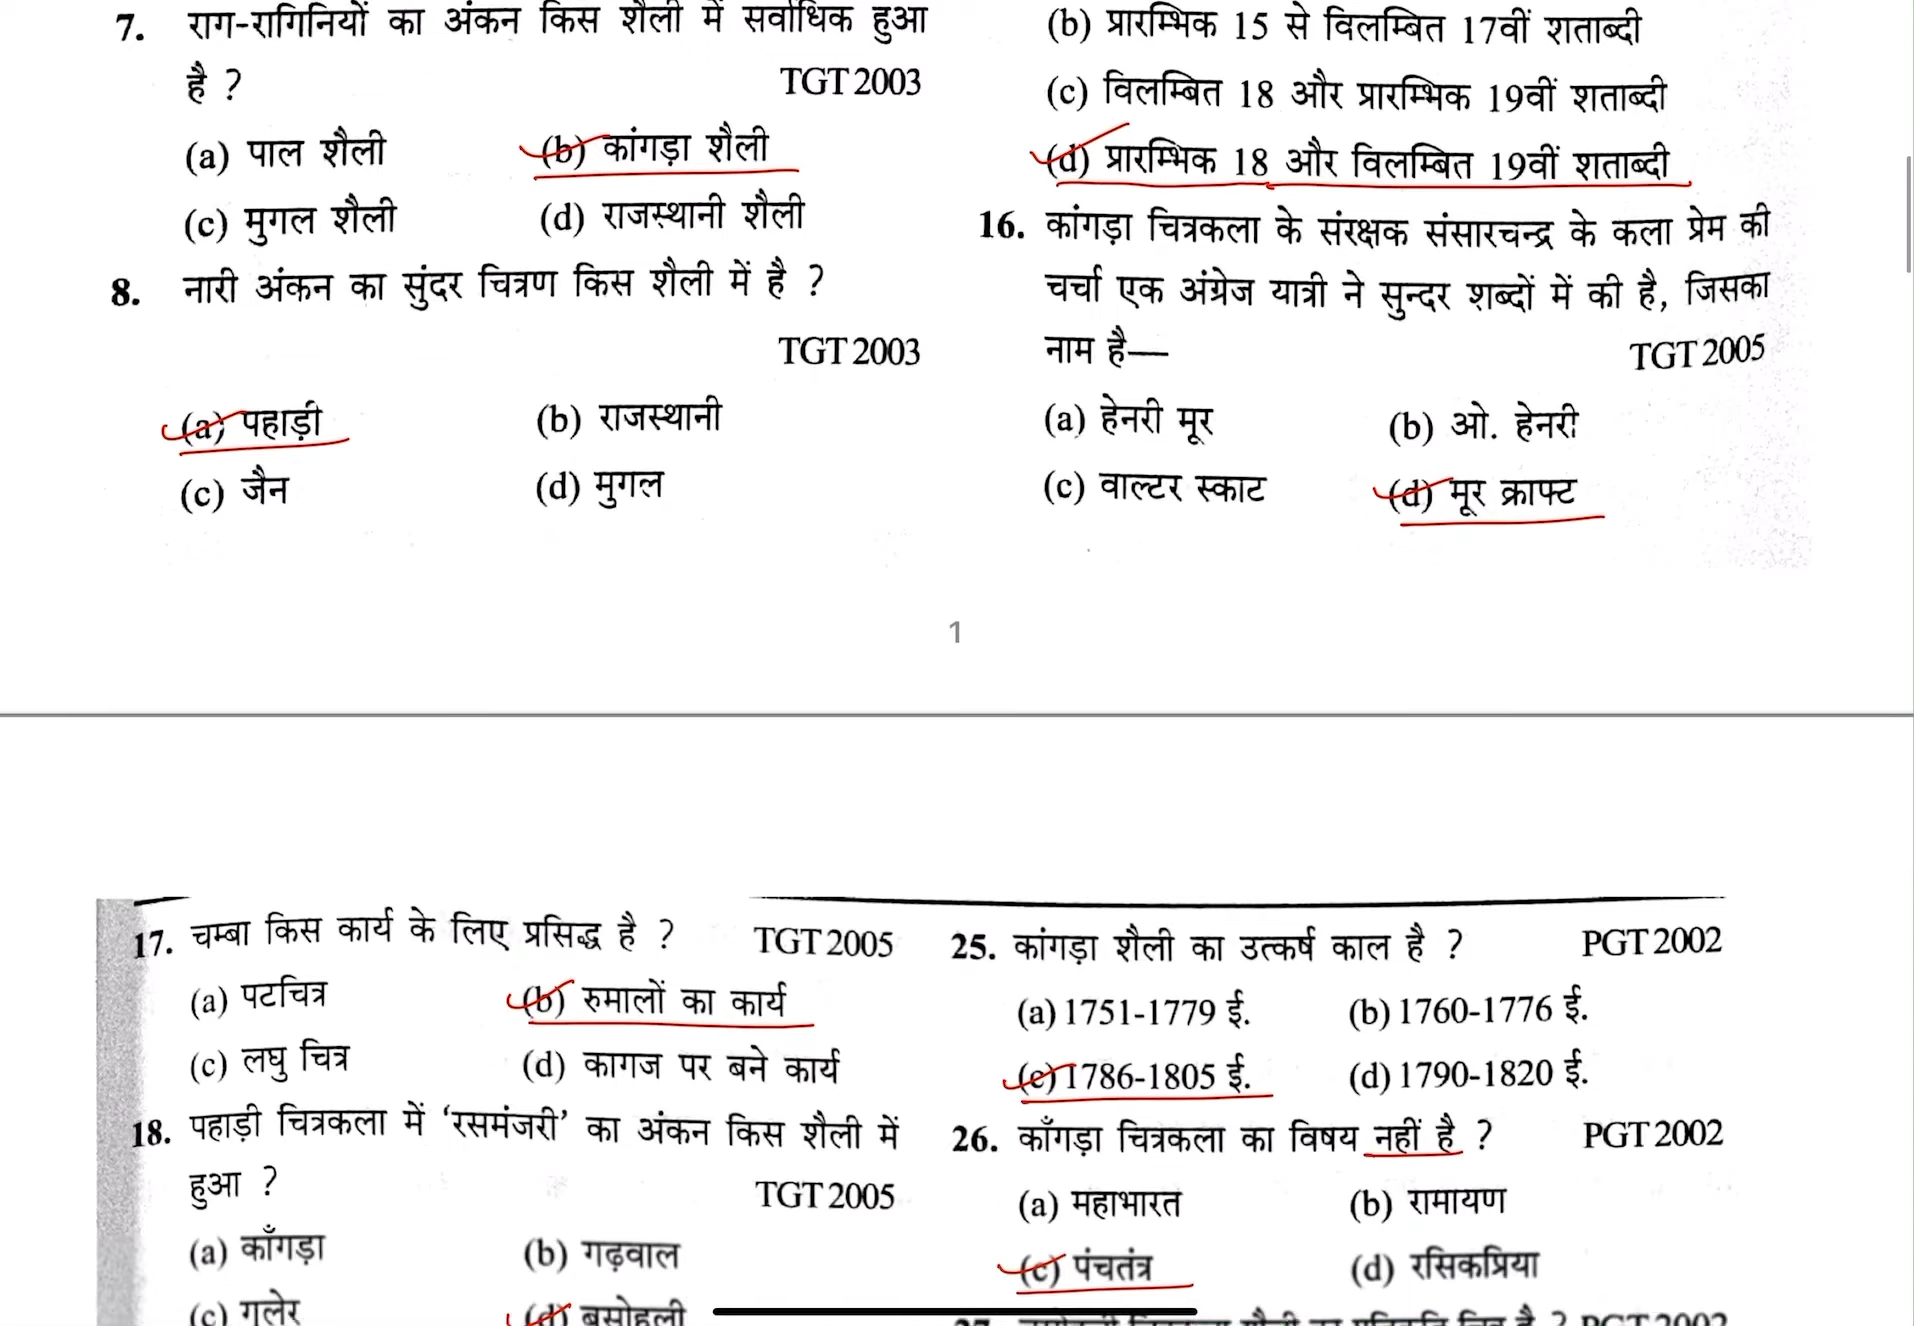 7. राग-रागिनियों का अंकन किस शैली में सर्वाधिक हुआ
है ? TGT 2003
(a) पाल शैली (b) कांगड़ा शैली
(c) मुगल शैली (d) राजस्थानी शैली
8. नारी अंकन का सुंदर चित्रण किस शैली में है ?
TGT 2003
(a) पहाड़ी (b) राजस्थानी
(c) जैन (d) मुगल
(b) प्रारम्भिक 15 से विलम्बित 17वीं शताब्दी
(c) विलम्बित 18 और प्रारम्भिक 19वीं शताब्दी
(d) प्रारम्भिक 18 और विलम्बित 19वीं शताब्दी
16. कांगड़ा चित्रकला के संरक्षक संसारचन्द्र के कला प्रेम की
चर्चा एक अंग्रेज यात्री ने सुन्दर शब्दों में की है, जिसका
नाम है— TGT 2005
(a) हेनरी मूर (b) ओ. हेनरी
(c) वाल्टर स्काट (d) मूर क्राफ्ट
1
17. चम्बा किस कार्य के लिए प्रसिद्ध है ? TGT 2005
(a) पटचित्र (b) रुमालों का कार्य
(c) लघु चित्र (d) कागज पर बने कार्य
18. पहाड़ी चित्रकला में ‘रसमंजरी’ का अंकन किस शैली में
हुआ ? TGT 2005
(a) काँगड़ा (b) गढ़वाल
(c) गुलेर (d) बसोहली
25. कांगड़ा शैली का उत्कर्ष काल है ? PGT 2002
(a) 1751-1779 ई. (b) 1760-1776 ई.
(c) 1786-1805 ई. (d) 1790-1820 ई.
26. काँगड़ा चित्रकला का विषय नहीं है ? PGT 2002
(a) महाभारत (b) रामायण
(c) पंचतंत्र (d) रसिकप्रिया